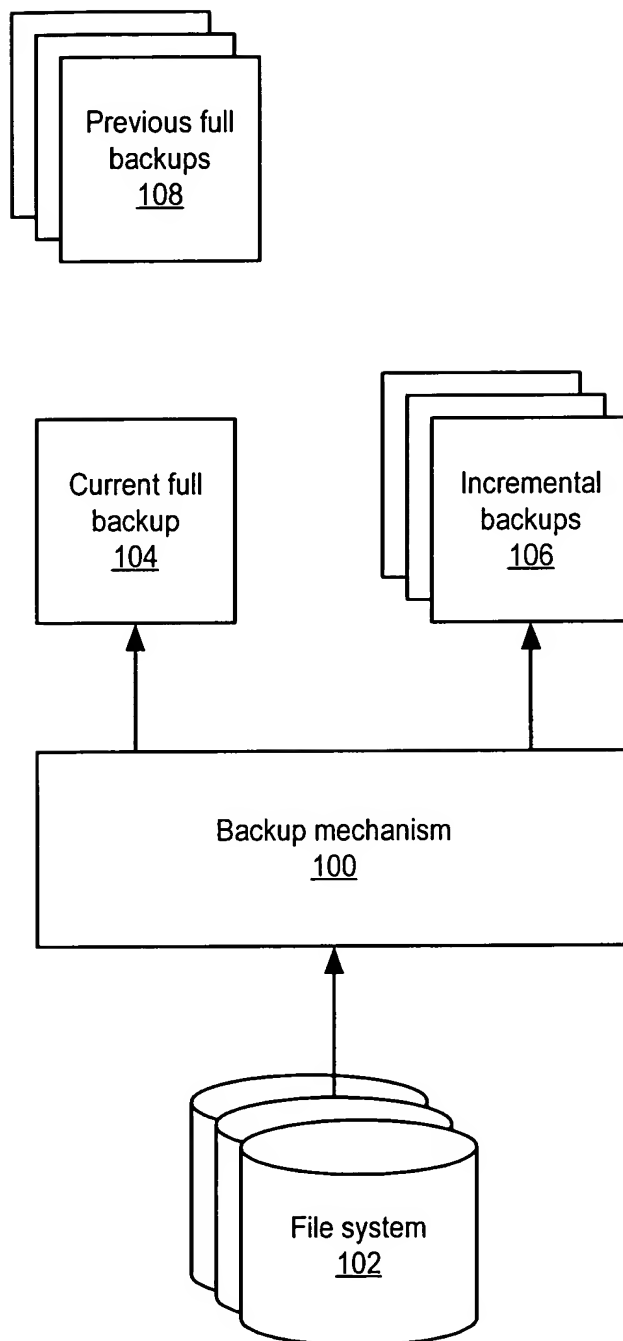 Previous full
backups
108
Current full
backup
104
Incremental
backups
106
Backup mechanism
100
File system
102